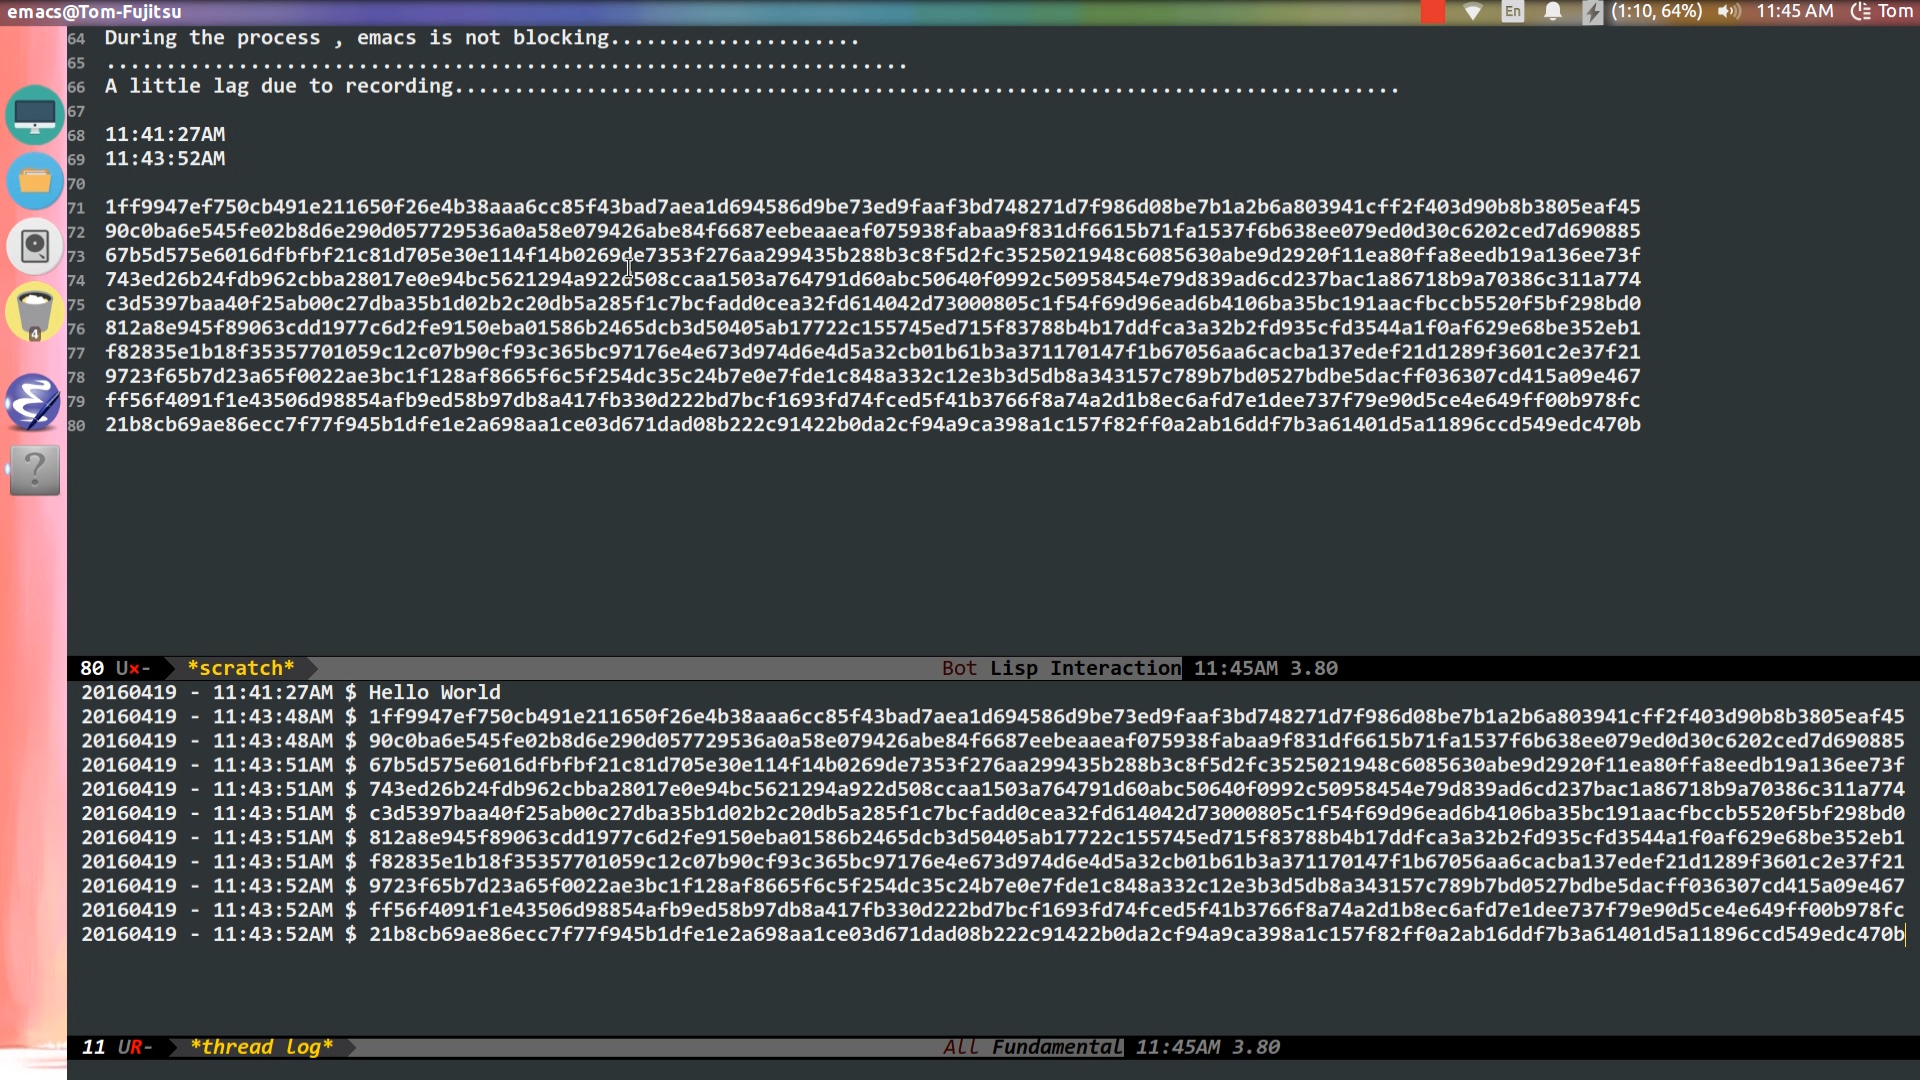 emacs@Tom-Fujitsu En (1:10, 64%) 11:45 AM Tom
64 During the process , emacs is not blocking.....................
65 ...................................................................
66 A little lag due to recording...............................................................................
67
68 11:41:27AM
69 11:43:52AM
70
71 1ff9947ef750cb491e211650f26e4b38aaa6cc85f43bad7aea1d694586d9be73ed9faaf3bd748271d7f986d08be7b1a2b6a803941cff2f403d90b8b3805eaf45
72 90c0ba6e545fe02b8d6e290d057729536a0a58e079426abe84f6687eebeaaeaf075938fabaa9f831df6615b71fa1537f6b638ee079ed0d30c6202ced7d690885
73 67b5d575e6016dfbfbf21c81d705e30e114f14b0269de7353f276aa299435b288b3c8f5d2fc3525021948c6085630abe9d2920f11ea80ffa8eedb19a136ee73f
74 743ed26b24fdb962cbba28017e0e94bc5621294a922d508ccaa1503a764791d60abc50640f0992c50958454e79d839ad6cd237bac1a86718b9a70386c311a774
75 c3d5397baa40f25ab00c27dba35b1d02b2c20db5a285f1c7bcfadd0cea32fd614042d73000805c1f54f69d96ead6b4106ba35bc191aacfbccb5520f5bf298bd0
76 812a8e945f89063cdd1977c6d2fe9150eba01586b2465dcb3d50405ab17722c155745ed715f83788b4b17ddfca3a32b2fd935cfd3544a1f0af629e68be352eb1
77 f82835e1b18f35357701059c12c07b90cf93c365bc97176e4e673d974d6e4d5a32cb01b61b3a371170147f1b67056aa6cacba137edef21d1289f3601c2e37f21
78 9723f65b7d23a65f0022ae3bc1f128af8665f6c5f254dc35c24b7e0e7fde1c848a332c12e3b3d5db8a343157c789b7bd0527bdbe5dacff036307cd415a09e467
79 ff56f4091f1e43506d98854afb9ed58b97db8a417fb330d222bd7bcf1693fd74fced5f41b3766f8a74a2d1b8ec6afd7e1dee737f79e90d5ce4e649ff00b978fc
80 21b8cb69ae86ecc7f77f945b1dfe1e2a698aa1ce03d671dad08b222c91422b0da2cf94a9ca398a1c157f82ff0a2ab16ddf7b3a61401d5a11896ccd549edc470b
4
80 U×- *scratch* Bot Lisp Interaction 11:45AM 3.80
20160419 - 11:41:27AM $ Hello World
20160419 - 11:43:48AM $ 1ff9947ef750cb491e211650f26e4b38aaa6cc85f43bad7aea1d694586d9be73ed9faaf3bd748271d7f986d08be7b1a2b6a803941cff2f403d90b8b3805eaf45
20160419 - 11:43:48AM $ 90c0ba6e545fe02b8d6e290d057729536a0a58e079426abe84f6687eebeaaeaf075938fabaa9f831df6615b71fa1537f6b638ee079ed0d30c6202ced7d690885
20160419 - 11:43:51AM $ 67b5d575e6016dfbfbf21c81d705e30e114f14b0269de7353f276aa299435b288b3c8f5d2fc3525021948c6085630abe9d2920f11ea80ffa8eedb19a136ee73f
20160419 - 11:43:51AM $ 743ed26b24fdb962cbba28017e0e94bc5621294a922d508ccaa1503a764791d60abc50640f0992c50958454e79d839ad6cd237bac1a86718b9a70386c311a774
20160419 - 11:43:51AM $ c3d5397baa40f25ab00c27dba35b1d02b2c20db5a285f1c7bcfadd0cea32fd614042d73000805c1f54f69d96ead6b4106ba35bc191aacfbccb5520f5bf298bd0
20160419 - 11:43:51AM $ 812a8e945f89063cdd1977c6d2fe9150eba01586b2465dcb3d50405ab17722c155745ed715f83788b4b17ddfca3a32b2fd935cfd3544a1f0af629e68be352eb1
20160419 - 11:43:51AM $ f82835e1b18f35357701059c12c07b90cf93c365bc97176e4e673d974d6e4d5a32cb01b61b3a371170147f1b67056aa6cacba137edef21d1289f3601c2e37f21
20160419 - 11:43:52AM $ 9723f65b7d23a65f0022ae3bc1f128af8665f6c5f254dc35c24b7e0e7fde1c848a332c12e3b3d5db8a343157c789b7bd0527bdbe5dacff036307cd415a09e467
20160419 - 11:43:52AM $ ff56f4091f1e43506d98854afb9ed58b97db8a417fb330d222bd7bcf1693fd74fced5f41b3766f8a74a2d1b8ec6afd7e1dee737f79e90d5ce4e649ff00b978fc
20160419 - 11:43:52AM $ 21b8cb69ae86ecc7f77f945b1dfe1e2a698aa1ce03d671dad08b222c91422b0da2cf94a9ca398a1c157f82ff0a2ab16ddf7b3a61401d5a11896ccd549edc470b
11 UR- *thread log* All Fundamental 11:45AM 3.80